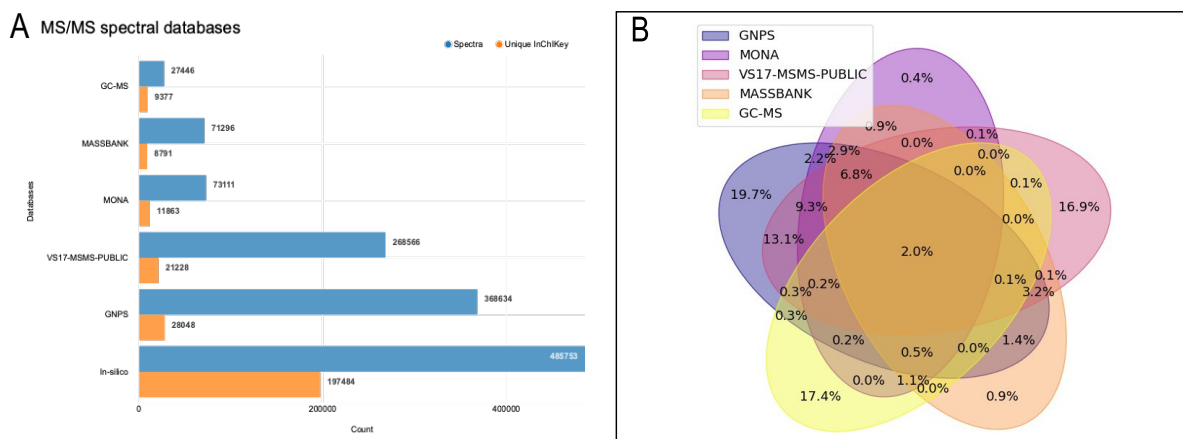 A
MS/MS spectral databases
Spectra
Unique InChIKey
Databases
GC-MS
27446
9377
MASSBANK
71296
8791
MONA
73111
11863
VS17-MSMS-PUBLIC
268566
21228
GNPS
368634
28048
In-silico
485753
197484
0
200000
400000
Count
B
GNPS
MONA
VS17-MSMS-PUBLIC
MASSBANK
GC-MS
0.4%
0.9%
0.1%
0.0%
2.9%
2.2%
0.0%
6.8%
0.0%
0.1%
19.7%
9.3%
16.9%
0.0%
13.1%
2.0%
0.1%
0.1%
0.2%
0.3%
3.2%
0.3%
0.2%
1.4%
0.0%
0.5%
0.0%
1.1%
0.0%
17.4%
0.9%